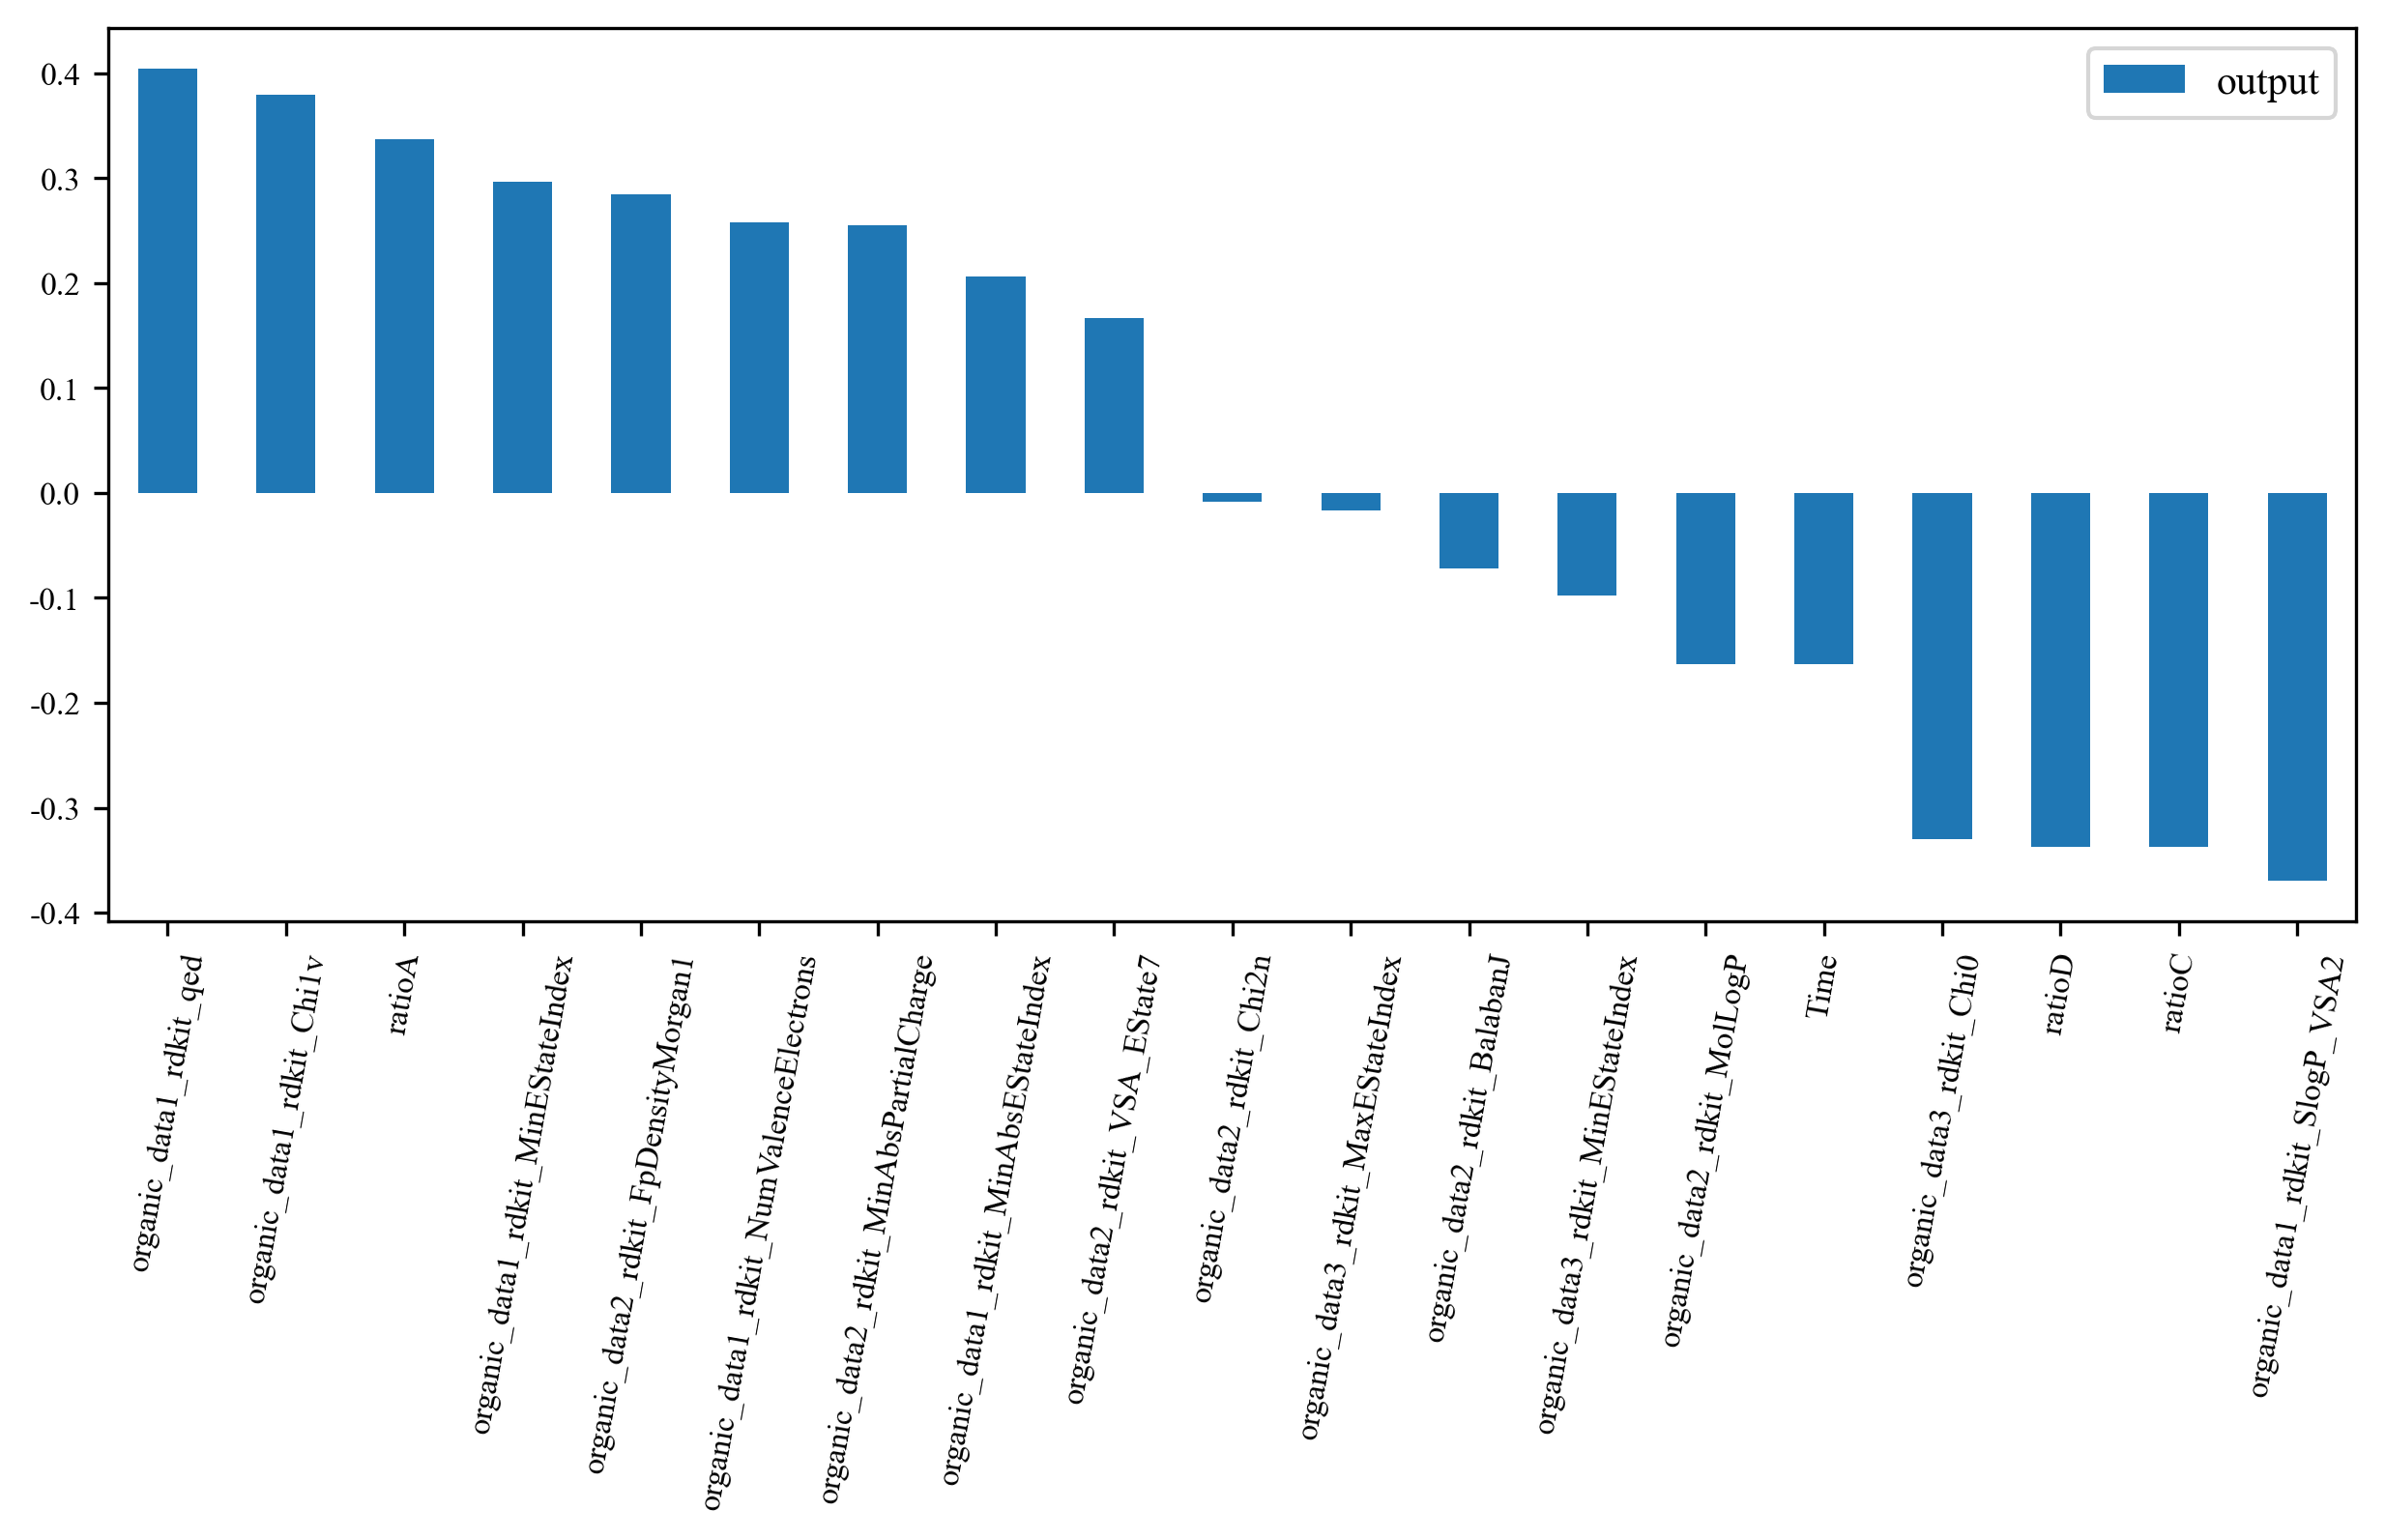 output
0.4
0.3
0.2
0.1
0.0
-0.1
-0.2
-0.3
-0.4
organic_data1_rdkit_qed
organic_data1_rdkit_Chi1v
ratioA
organic_data1_rdkit_MinEStateIndex
organic_data2_rdkit_FpDensityMorgan1
organic_data1_rdkit_NumValenceElectrons
organic_data2_rdkit_MinAbsPartialCharge
organic_data1_rdkit_MinAbsEStateIndex
organic_data2_rdkit_VSA_EState7
organic_data2_rdkit_Chi2n
organic_data3_rdkit_MaxEStateIndex
organic_data2_rdkit_BalabanJ
organic_data3_rdkit_MinEStateIndex
organic_data2_rdkit_MolLogP
Time
organic_data3_rdkit_Chi0
ratioD
ratioC
organic_data1_rdkit_SlogP_VSA2